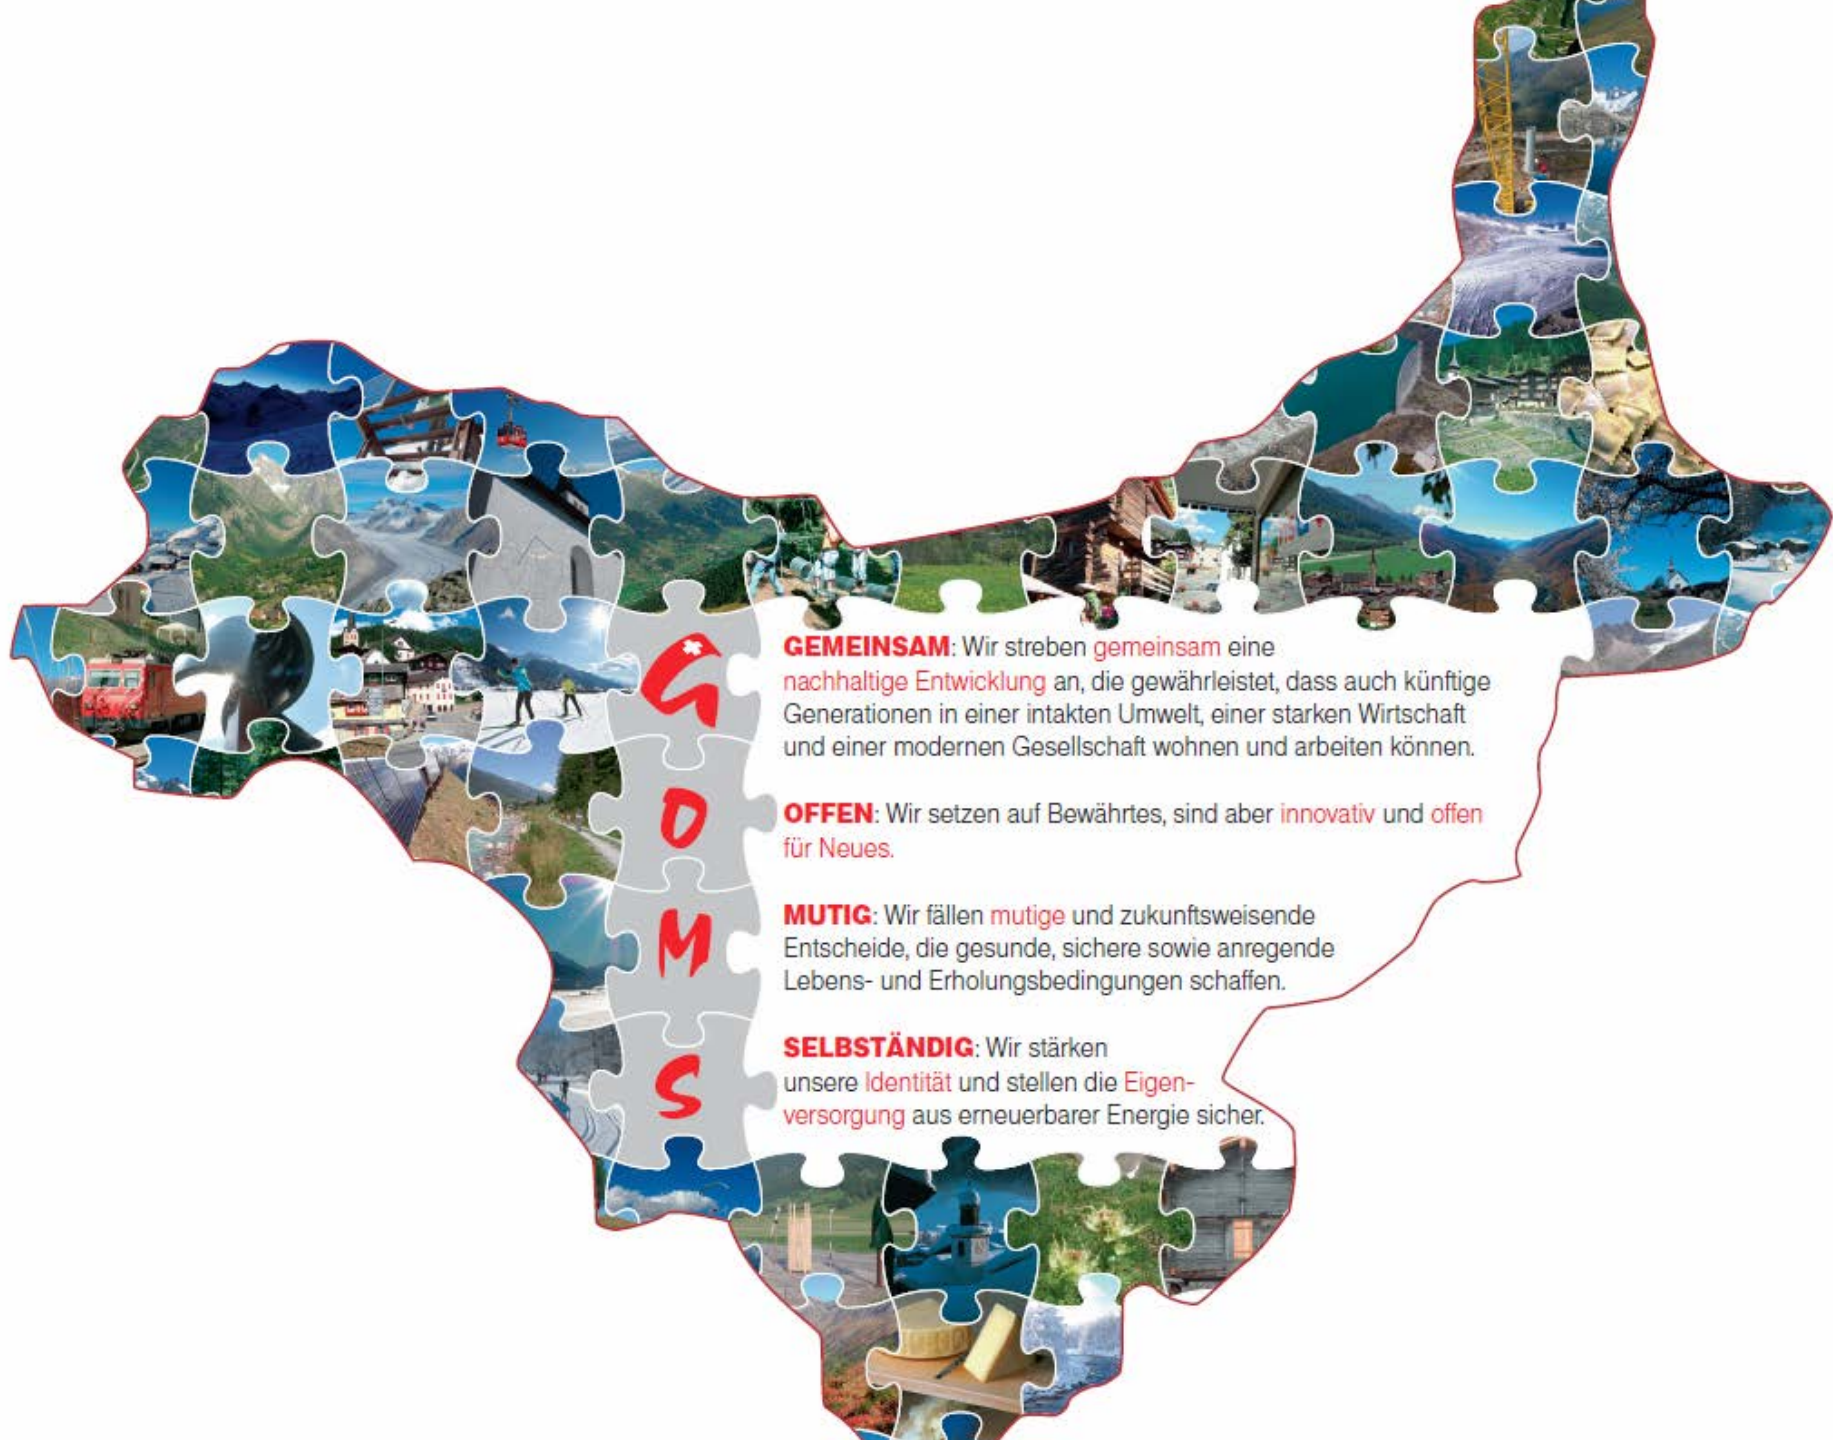 G
O
M
S
GEMEINSAM: Wir streben gemeinsam eine
nachhaltige Entwicklung an, die gewährleistet, dass auch künftige
Generationen in einer intakten Umwelt, einer starken Wirtschaft
und einer modernen Gesellschaft wohnen und arbeiten können.
OFFEN: Wir setzen auf Bewährtes, sind aber innovativ und offen
für Neues.
MUTIG: Wir fällen mutige und zukunftsweisende
Entscheide, die gesunde, sichere sowie anregende
Lebens- und Erholungsbedingungen schaffen.
SELBSTÄNDIG: Wir stärken
unsere Identität und stellen die Eigen-
versorgung aus erneuerbarer Energie sicher.